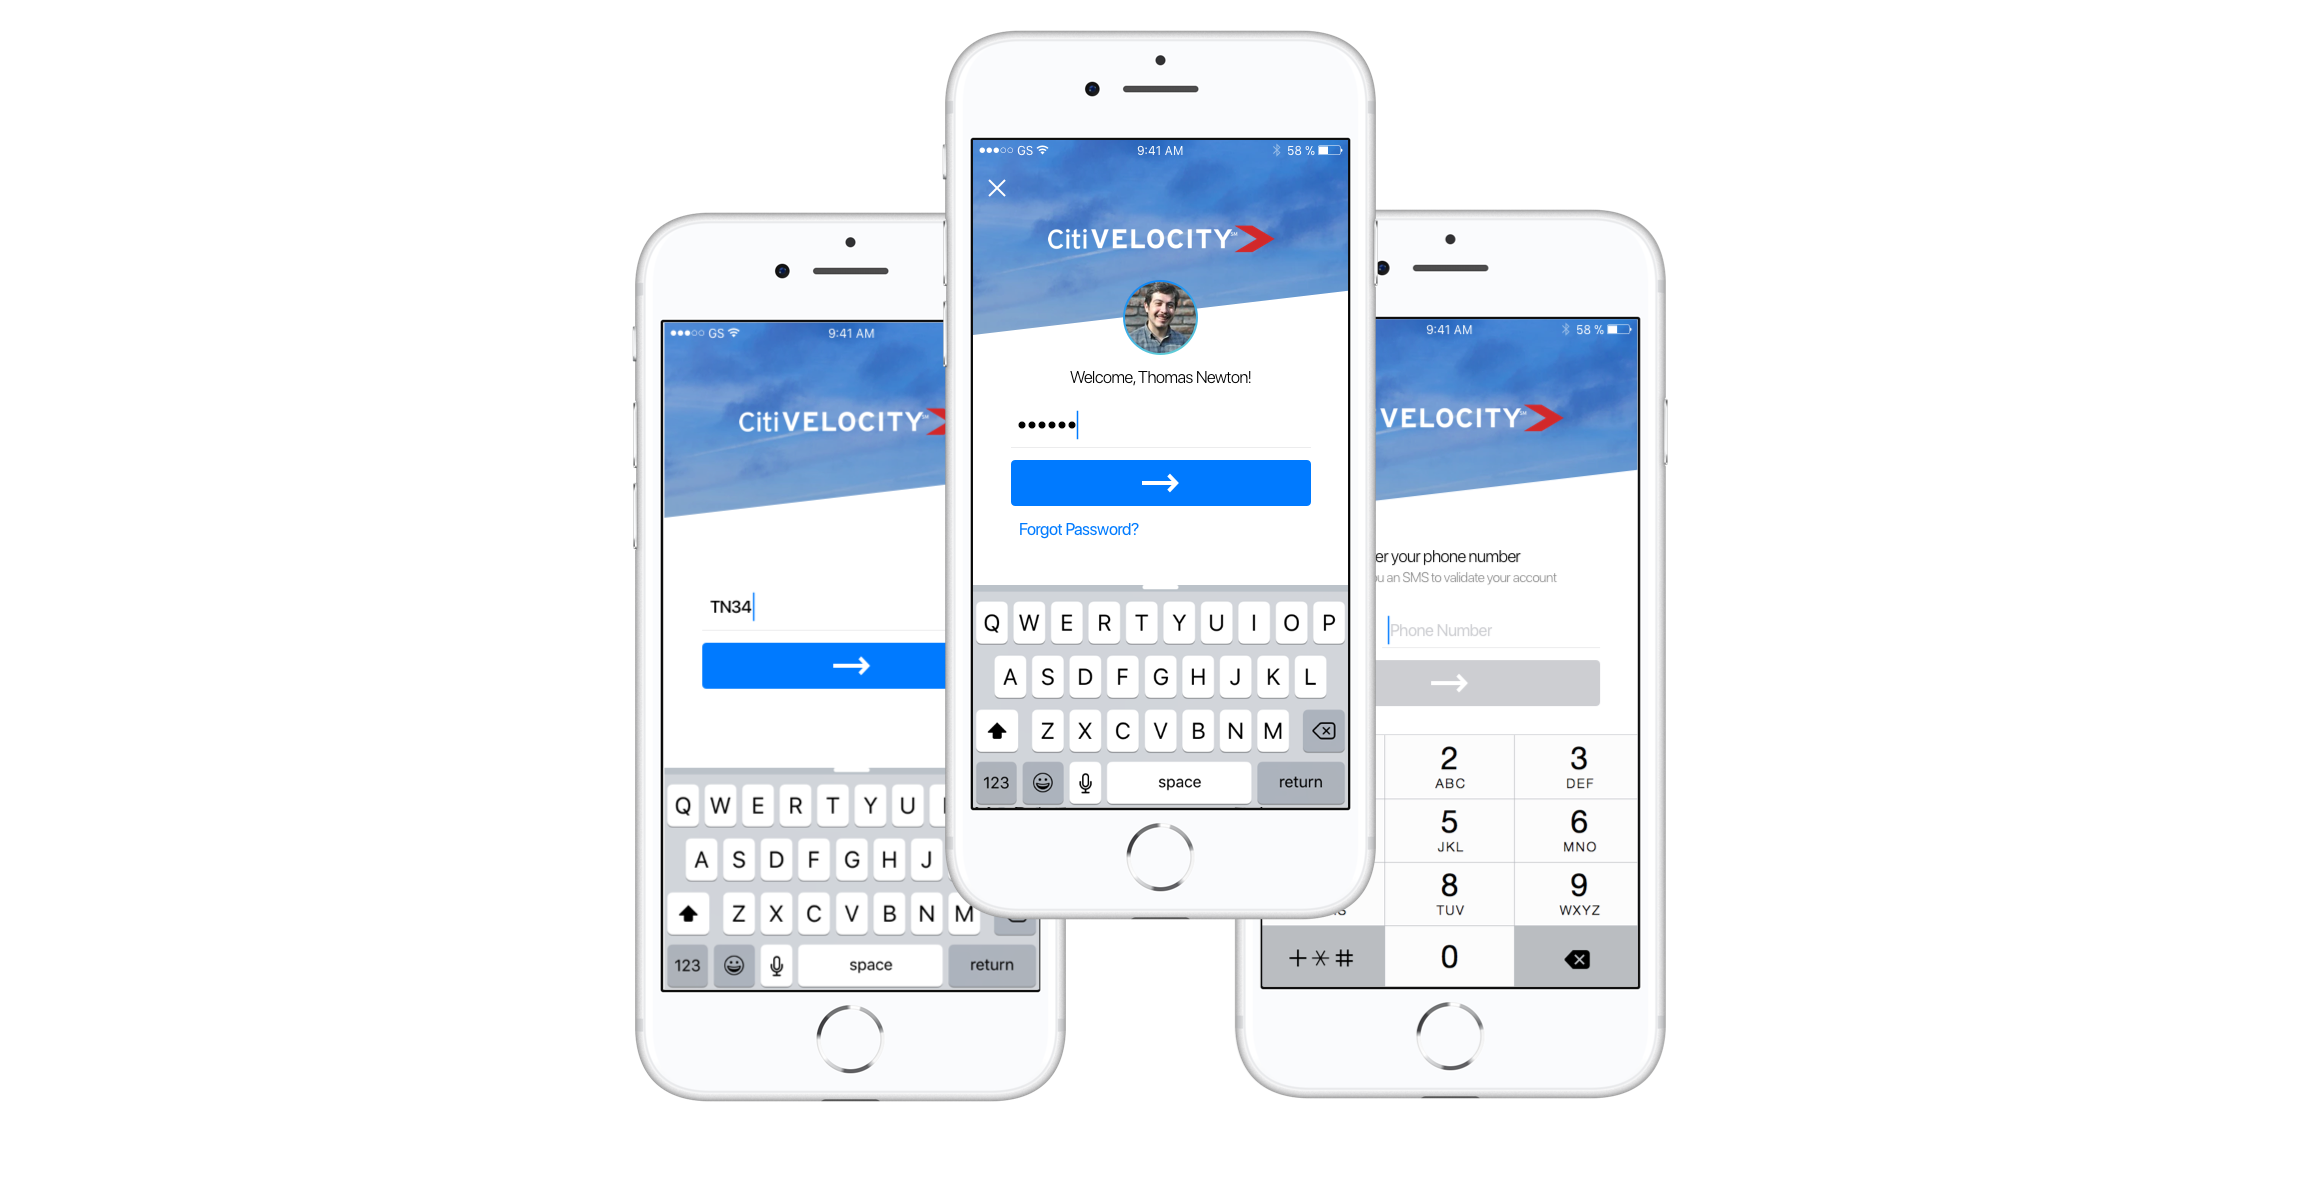 GS 9:41 AM
CitiVELOCITY
TN34
Q W E R T Y U
A S D F G H J
Z X C V B N M
123 space return
GS 9:41 AM 58 %
CitiVELOCITY℠
Welcome, Thomas Newton!
Forgot Password?
Q W E R T Y U I O P
A S D F G H J K L
Z X C V B N M
123 space return
9:41 AM 58 %
VELOCITY℠
er your phone number
u an SMS to validate your account
Phone Number
2 3
ABC DEF
5 6
JKL MNO
8 9
TUV WXYZ
+*# 0